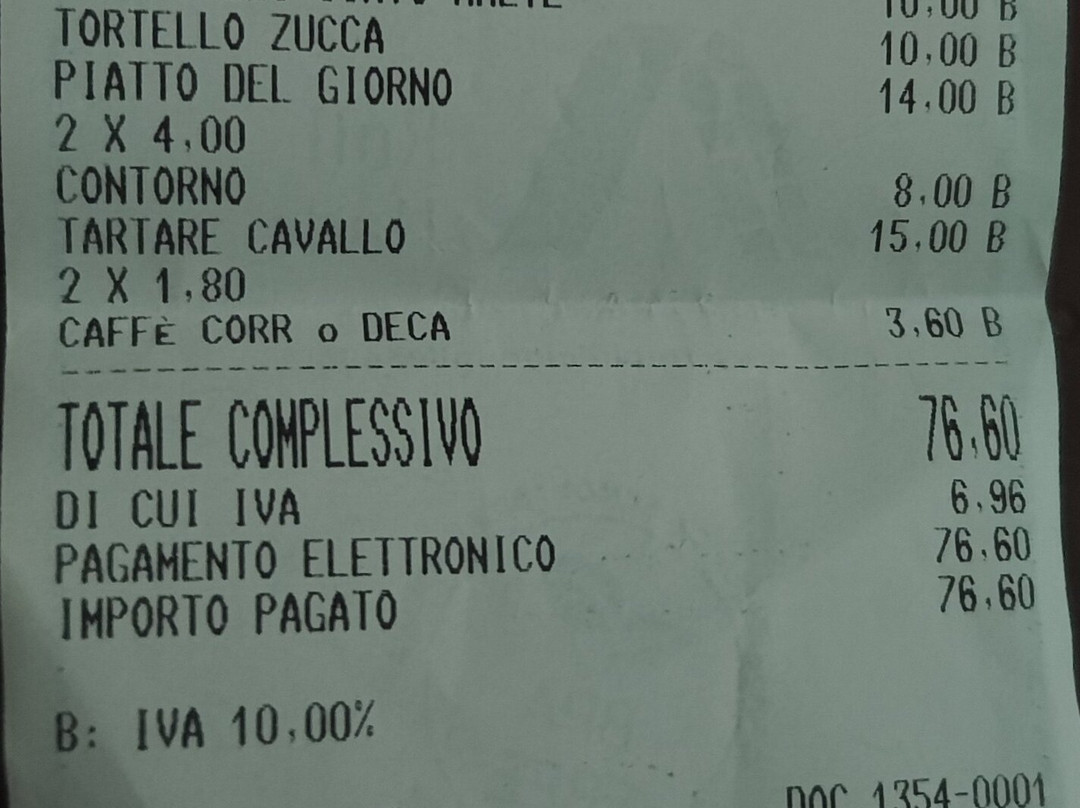 10,00 B
TORTELLO ZUCCA 10,00 B
PIATTO DEL GIORNO 14,00 B
2 X 4,00
CONTORNO 8,00 B
TARTARE CAVALLO 15,00 B
2 X 1,80
CAFFÈ CORR o DECA 3,60 B
TOTALE COMPLESSIVO 76,60
DI CUI IVA 6,96
PAGAMENTO ELETTRONICO 76,60
IMPORTO PAGATO 76,60
B: IVA 10,00%
DOC 1354-0001